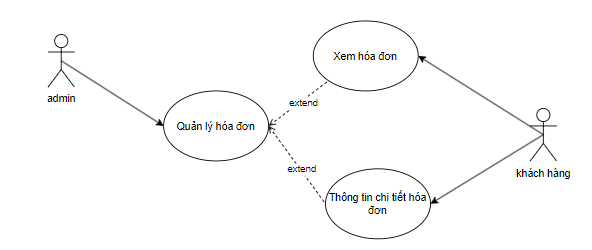 Xem hóa đơn
admin
extend
Quản lý hóa đơn
extend
khách hàng
Thông tin chi tiết hóa
đơn